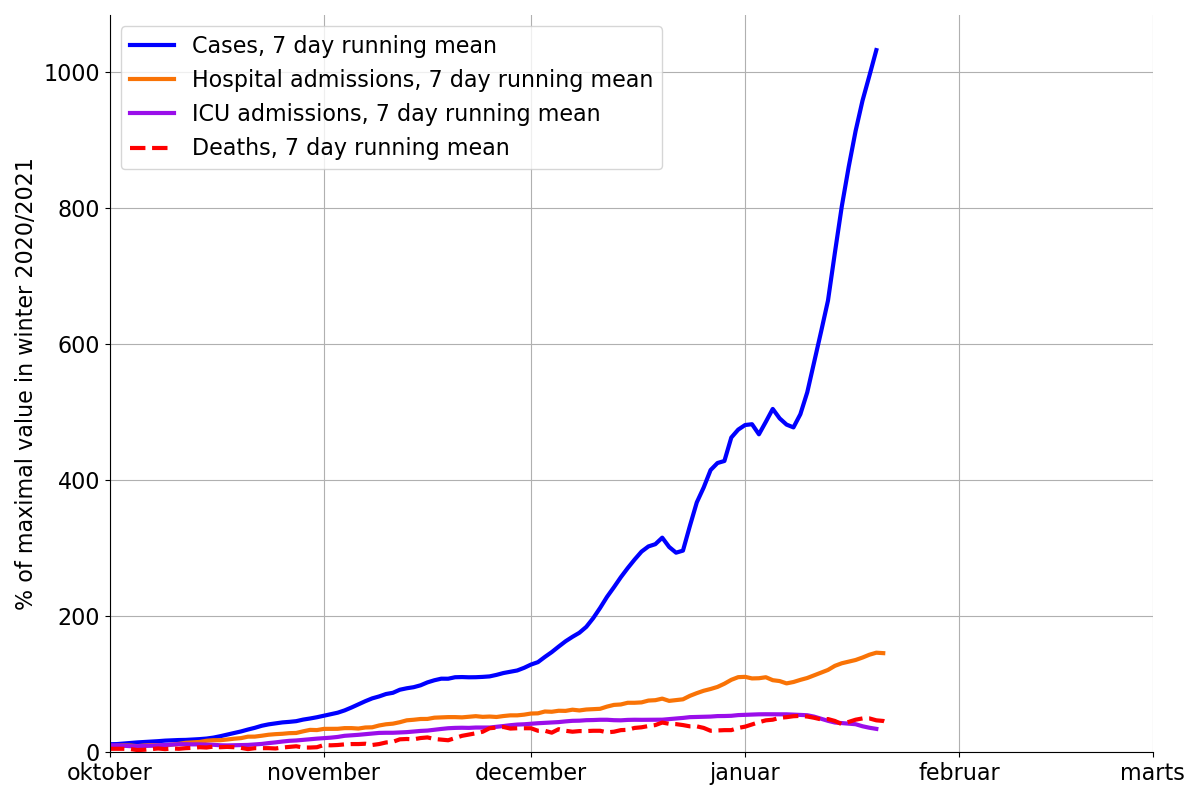 Cases, 7 day running mean
Hospital admissions, 7 day running mean
ICU admissions, 7 day running mean
Deaths, 7 day running mean
% of maximal value in winter 2020/2021
1000
800
600
400
200
0
oktober november december januar februar marts